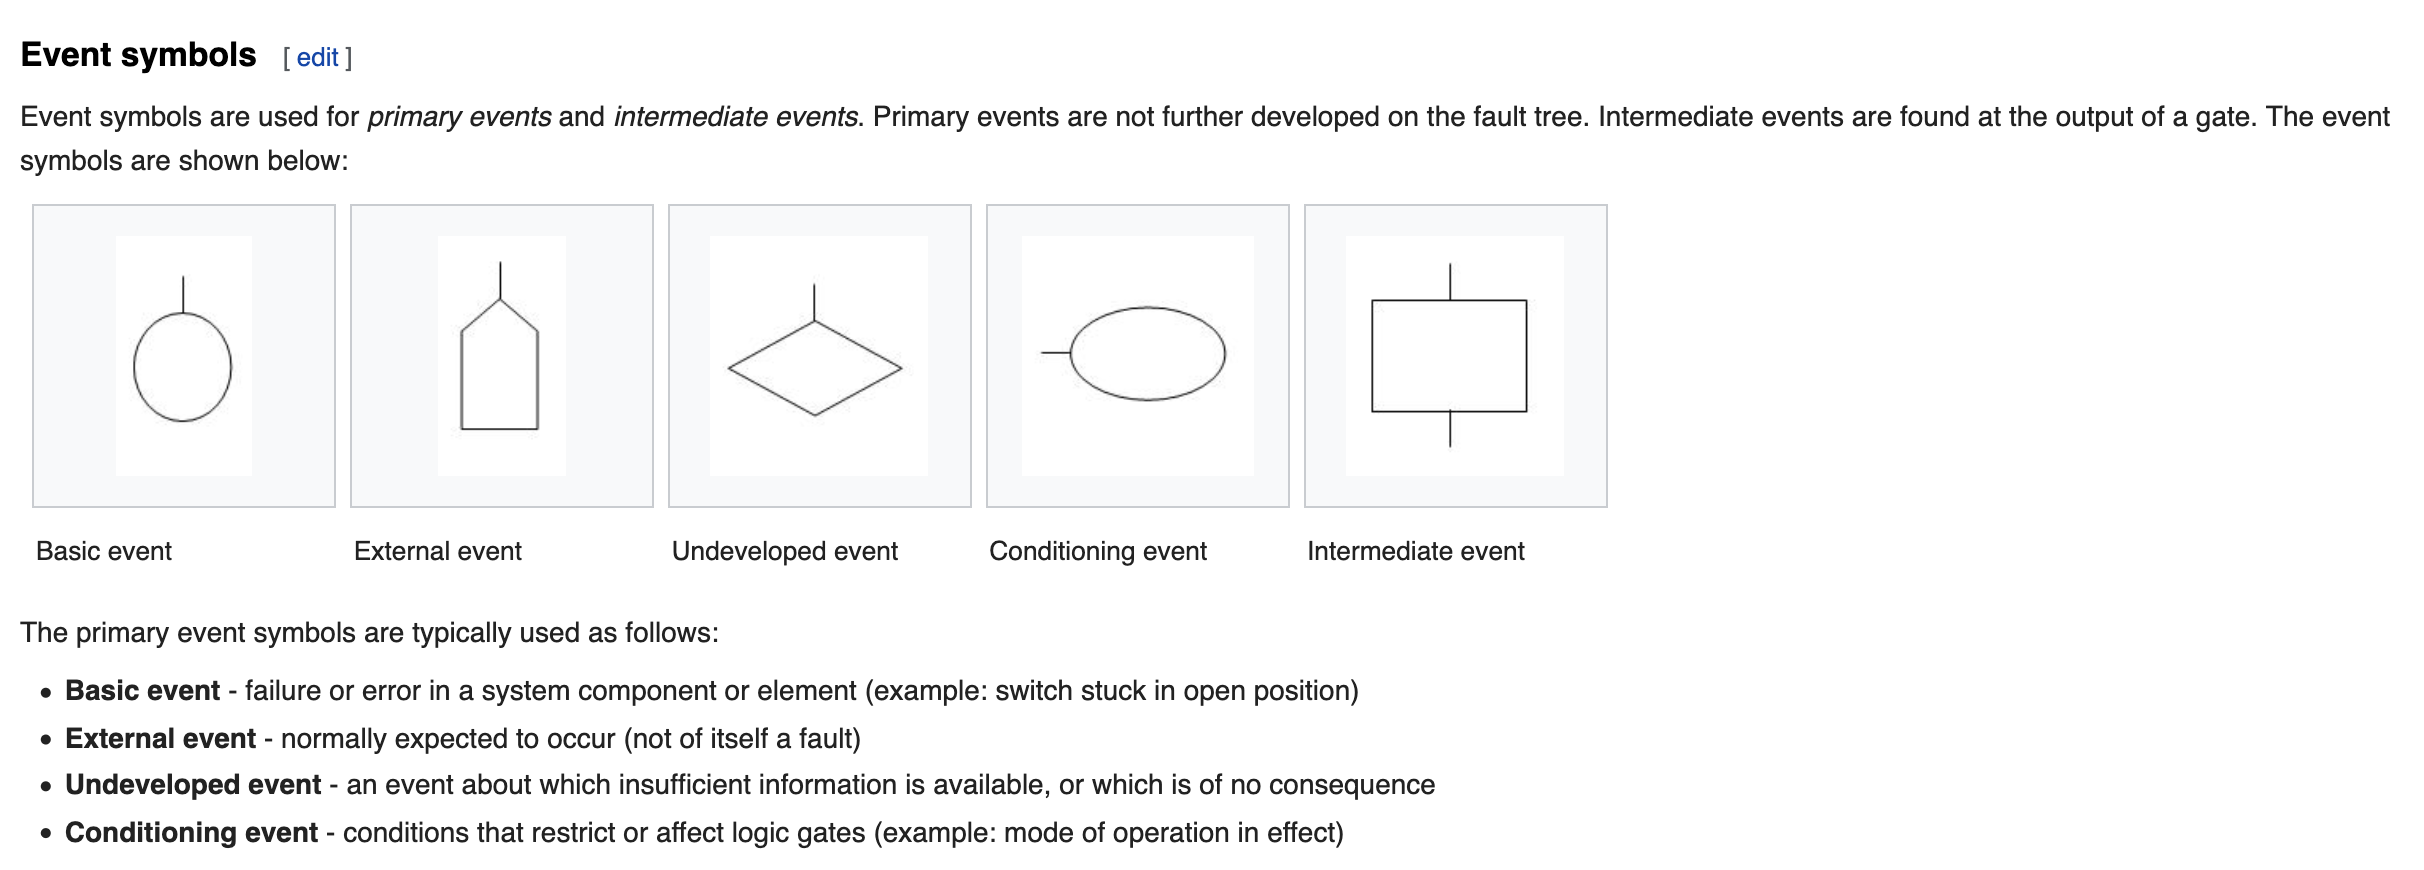 Event symbols [ edit ]
Event symbols are used for primary events and intermediate events. Primary events are not further developed on the fault tree. Intermediate events are found at the output of a gate. The event
symbols are shown below:
Basic event
External event
Undeveloped event
Conditioning event
Intermediate event
The primary event symbols are typically used as follows:
• Basic event - failure or error in a system component or element (example: switch stuck in open position)
• External event - normally expected to occur (not of itself a fault)
• Undeveloped event - an event about which insufficient information is available, or which is of no consequence
• Conditioning event - conditions that restrict or affect logic gates (example: mode of operation in effect)